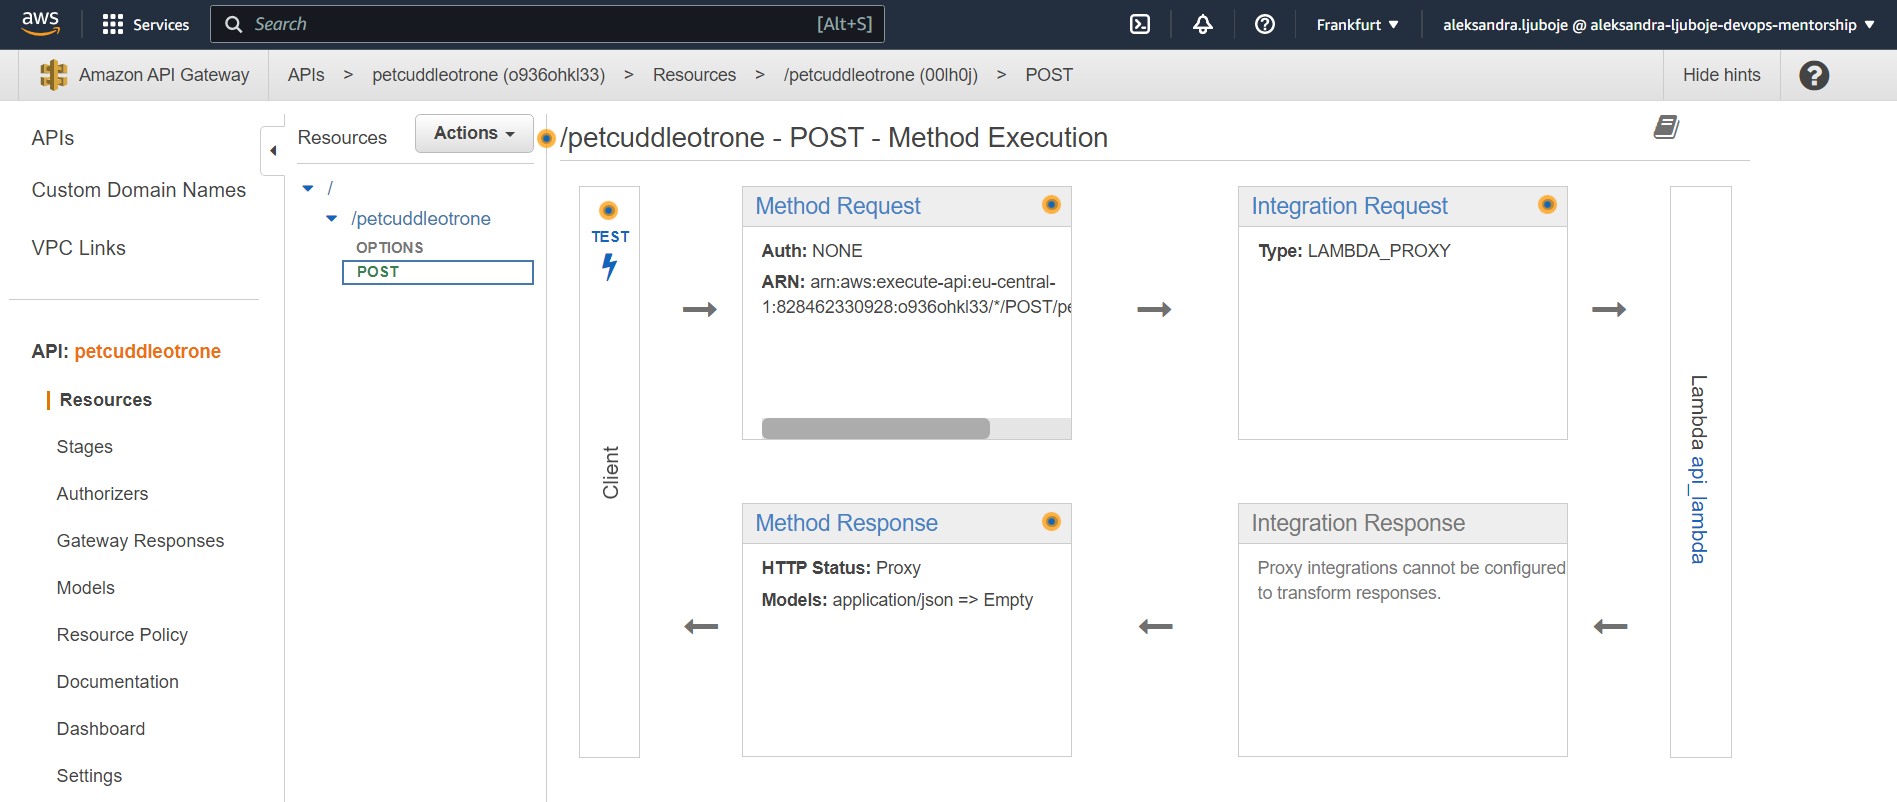 aws
Services
Search [Alt+S]
Frankfurt
aleksandra.ljuboje @ aleksandra-ljuboje-devops-mentorship
Amazon API Gateway
APIs > petcuddleotrone (o936ohkl33) > Resources > /petcuddleotrone (00lh0j) > POST
Hide hints
APIs
Custom Domain Names
VPC Links
API: petcuddleotrone
Resources
Stages
Authorizers
Gateway Responses
Models
Resource Policy
Documentation
Dashboard
Settings
Resources
Actions
/
/petcuddleotrone
OPTIONS
POST
/petcuddleotrone - POST - Method Execution
TEST
Client
Method Request
Auth: NONE
ARN: arn:aws:execute-api:eu-central-
1:828462330928:o936ohkl33/*/POST/pe
Integration Request
Type: LAMBDA_PROXY
Lambda api_lambda
Method Response
HTTP Status: Proxy
Models: application/json => Empty
Integration Response
Proxy integrations cannot be configured
to transform responses.